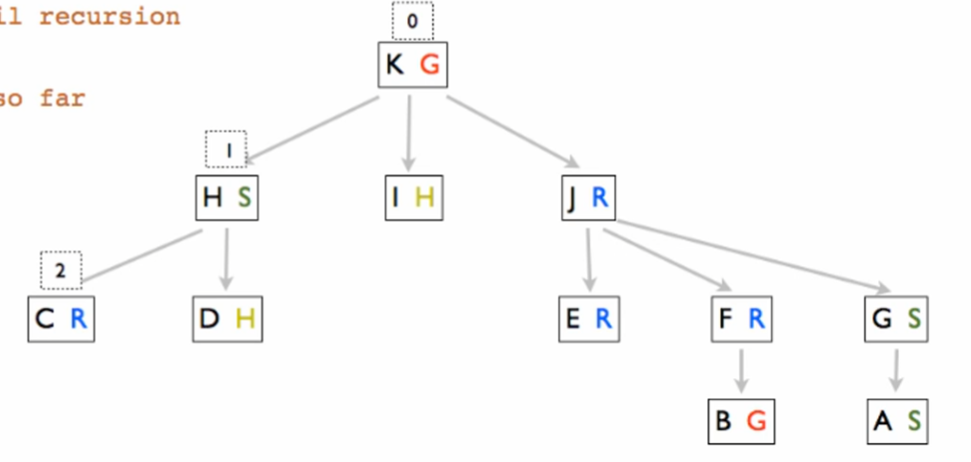 il recursion
0
K G
so far
1
H S
I H
J R
2
C R
D H
E R
F R
G S
B G
A S